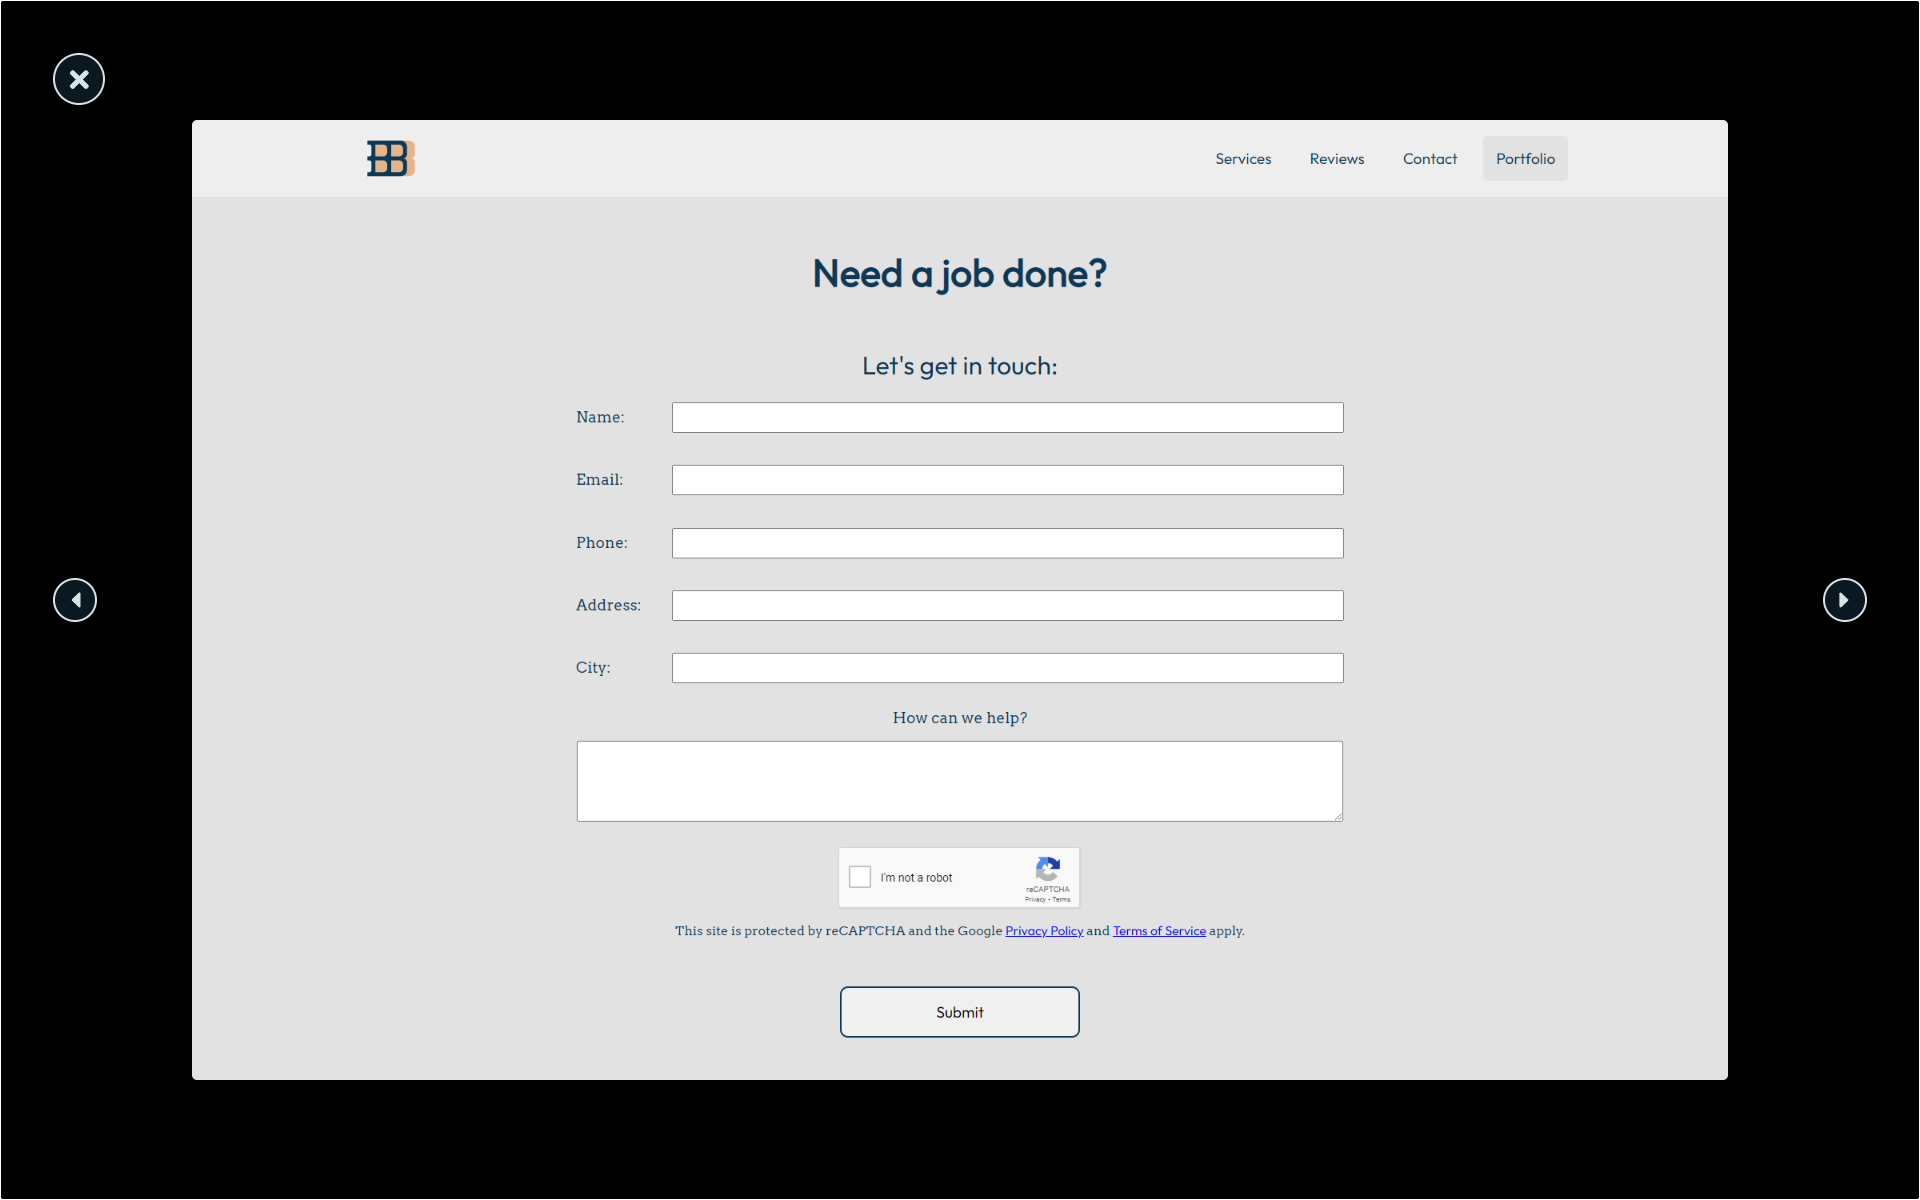 BB
Services Reviews Contact Portfolio
Need a job done?
Let's get in touch:
Name:
Email:
Phone:
Address:
City:
How can we help?
I'm not a robot
reCAPTCHA
Privacy - Terms
This site is protected by reCAPTCHA and the Google Privacy Policy and Terms of Service apply.
Submit